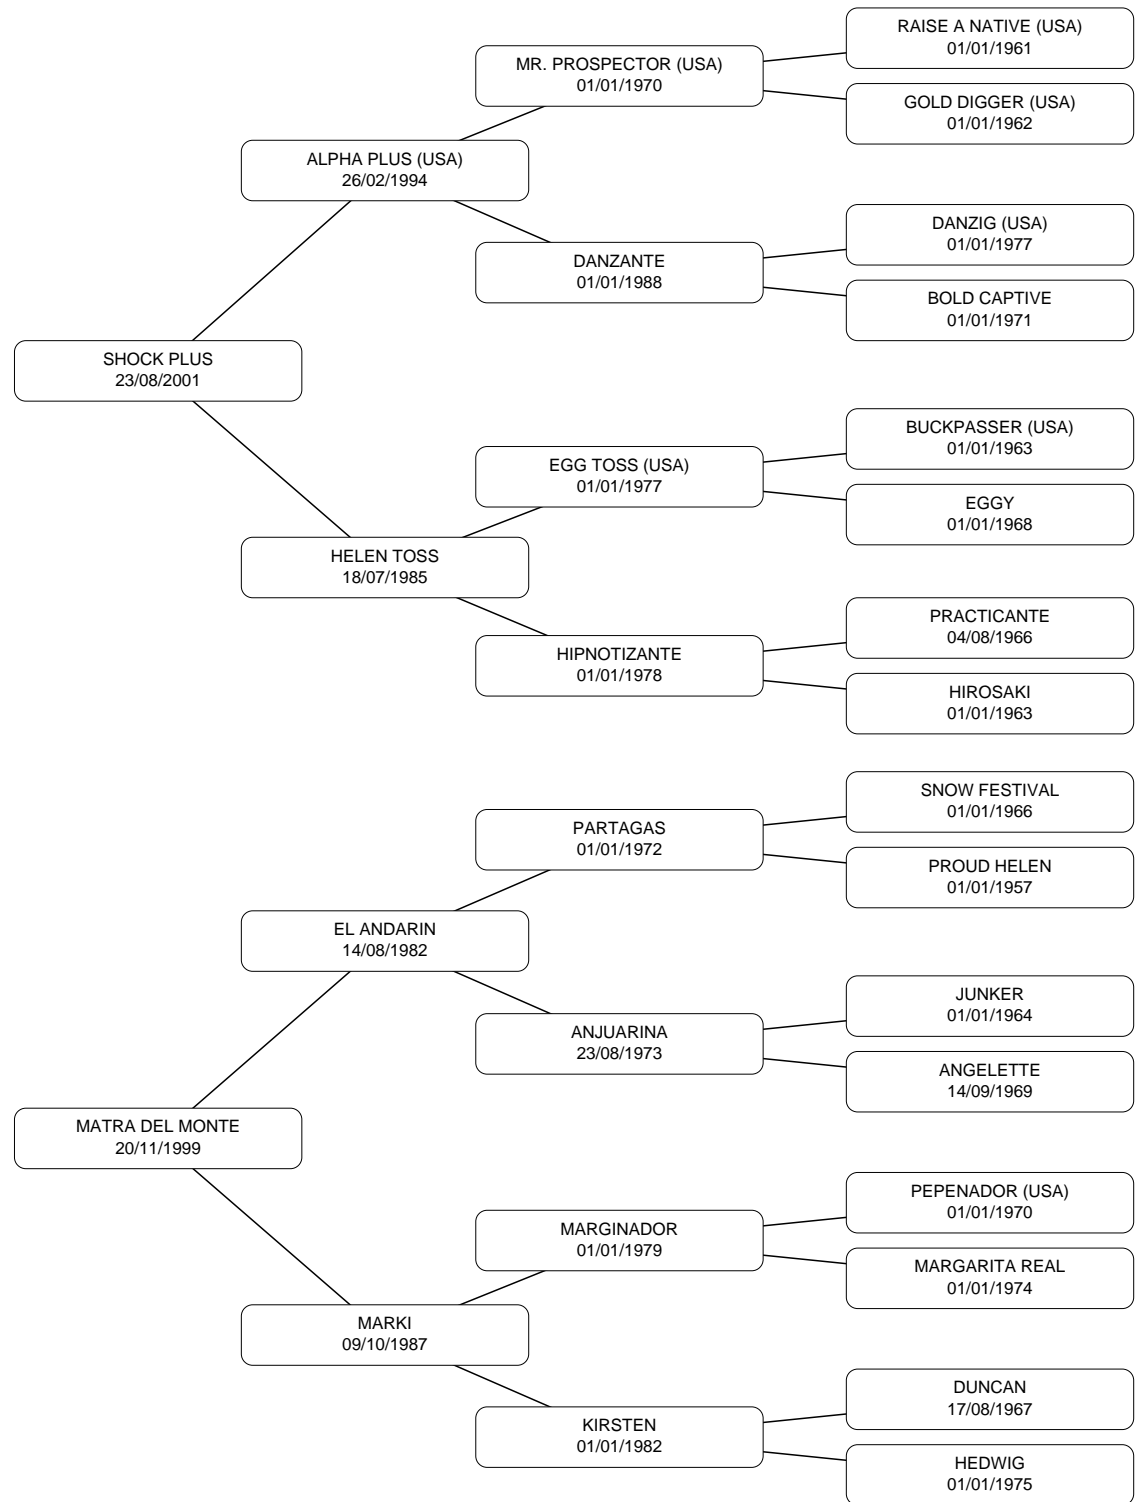 RAISE A NATIVE (USA)
01/01/1961
MR. PROSPECTOR (USA)
01/01/1970
GOLD DIGGER (USA)
01/01/1962
ALPHA PLUS (USA)
26/02/1994
DANZIG (USA)
01/01/1977
DANZANTE
01/01/1988
BOLD CAPTIVE
01/01/1971
SHOCK PLUS
23/08/2001
BUCKPASSER (USA)
01/01/1963
EGG TOSS (USA)
01/01/1977
EGGY
01/01/1968
HELEN TOSS
18/07/1985
PRACTICANTE
04/08/1966
HIPNOTIZANTE
01/01/1978
HIROSAKI
01/01/1963
SNOW FESTIVAL
01/01/1966
PARTAGAS
01/01/1972
PROUD HELEN
01/01/1957
EL ANDARIN
14/08/1982
JUNKER
01/01/1964
ANJUARINA
23/08/1973
ANGELETTE
14/09/1969
MATRA DEL MONTE
20/11/1999
PEPENADOR (USA)
01/01/1970
MARGINADOR
01/01/1979
MARGARITA REAL
01/01/1974
MARKI
09/10/1987
DUNCAN
17/08/1967
KIRSTEN
01/01/1982
HEDWIG
01/01/1975